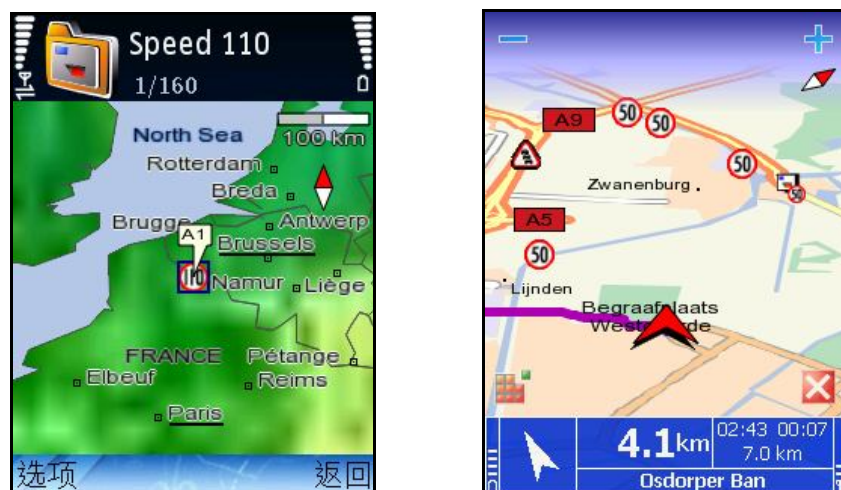 Speed 110
1/160
North Sea
100 km
Rotterdam
Breda
Brugge
Antwerp
A1
Brussels
110
Namur
Liège
FRANCE
Pétange
Elbeuf
Reims
Paris
选项
返回
A9
50
50
50
Zwanenburg
50
A5
50
Lijnden
Begraafplaats
4.1km
02:43 00:07
7.0 km
Osdorper Ban